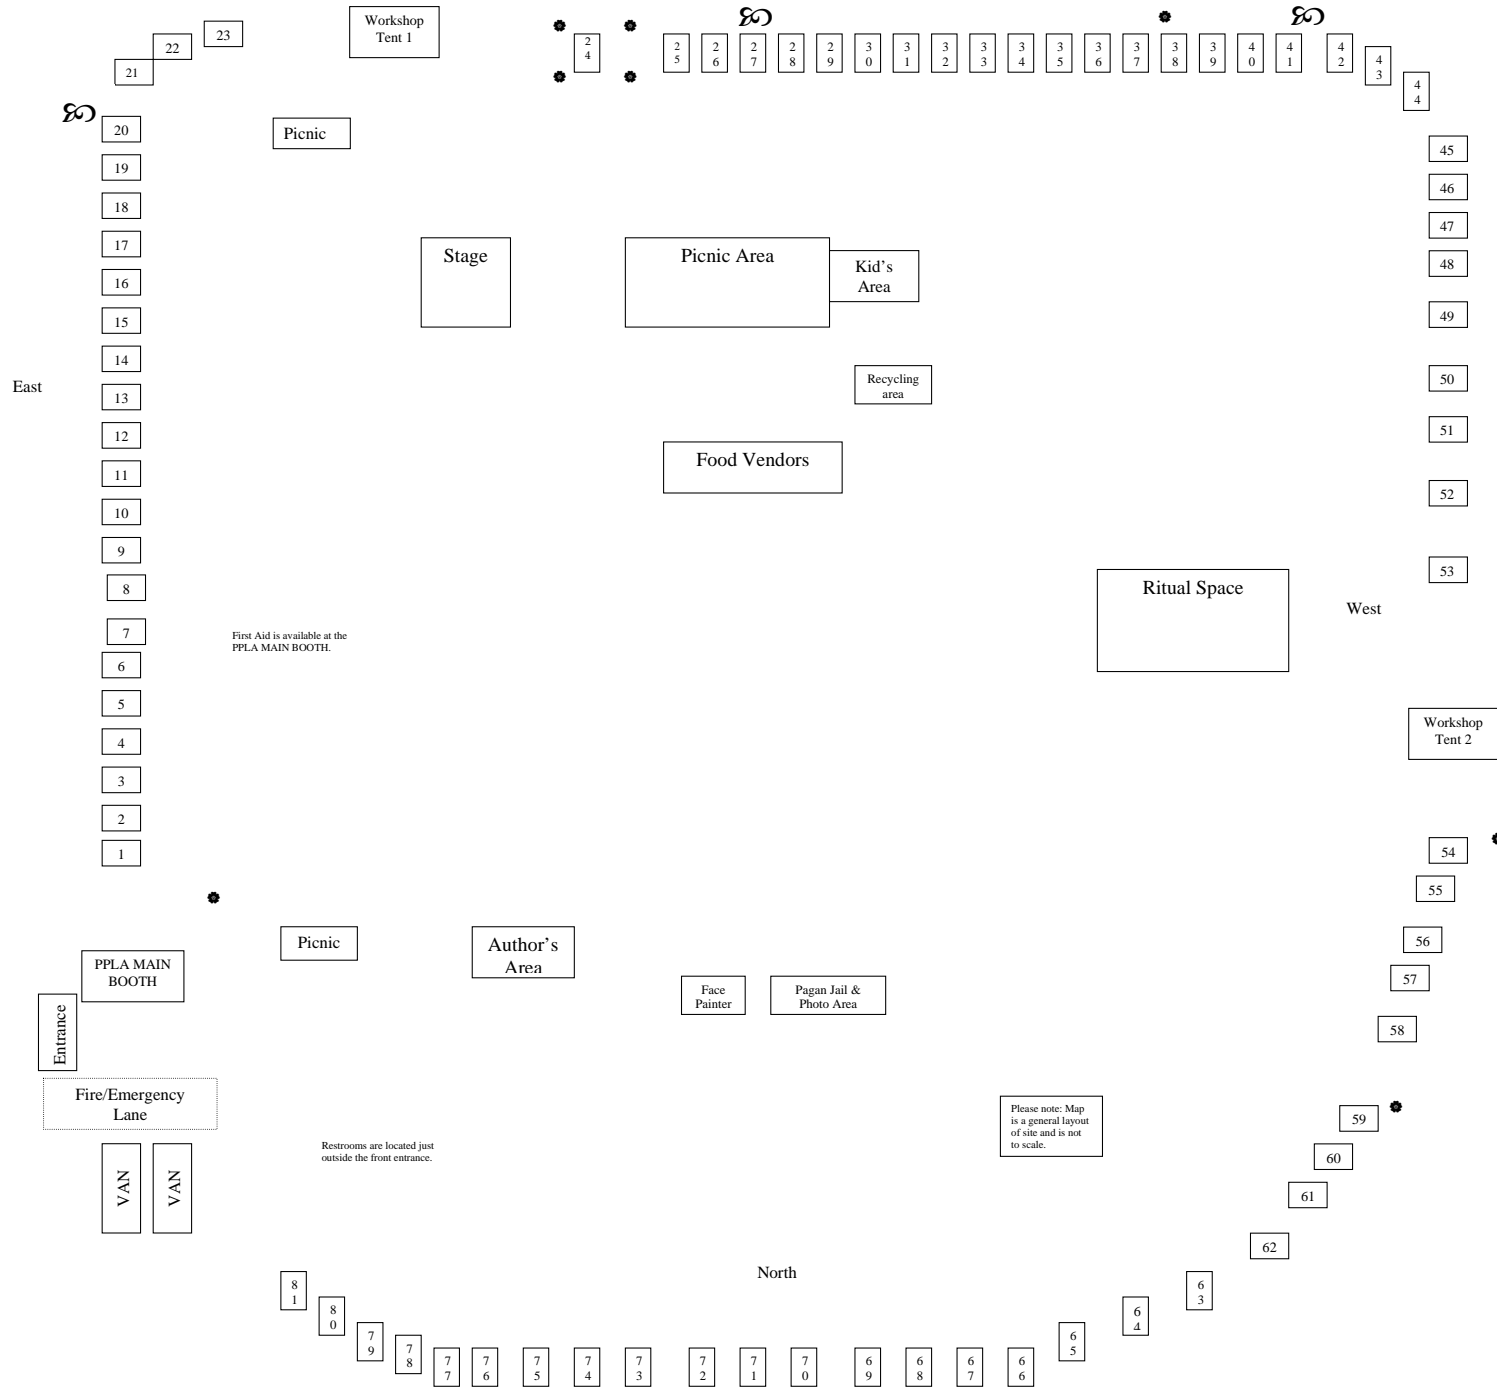 23
Workshop
Tent 1
22
21
24
25
26
27
28
29
30
31
32
33
34
35
36
37
38
39
40
41
42
43
44
20
Picnic
19
18
17
16
15
14
13
12
11
10
9
8
7
6
5
4
3
2
1
45
46
47
48
49
50
51
52
53
Stage
Picnic Area
Kid's
Area
East
Recycling
area
Food Vendors
Ritual Space
West
First Aid is available at the
PPLA MAIN BOOTH.
Workshop
Tent 2
54
55
56
57
58
59
60
61
62
Picnic
Author's
Area
PPLA MAIN
BOOTH
Face
Painter
Pagan Jail &
Photo Area
Entrance
Fire/Emergency
Lane
Please note: Map
is a general layout
of site and is not
to scale.
Restrooms are located just
outside the front entrance.
VAN
VAN
North
81
80
79
78
77
76
75
74
73
72
71
70
69
68
67
66
65
64
63